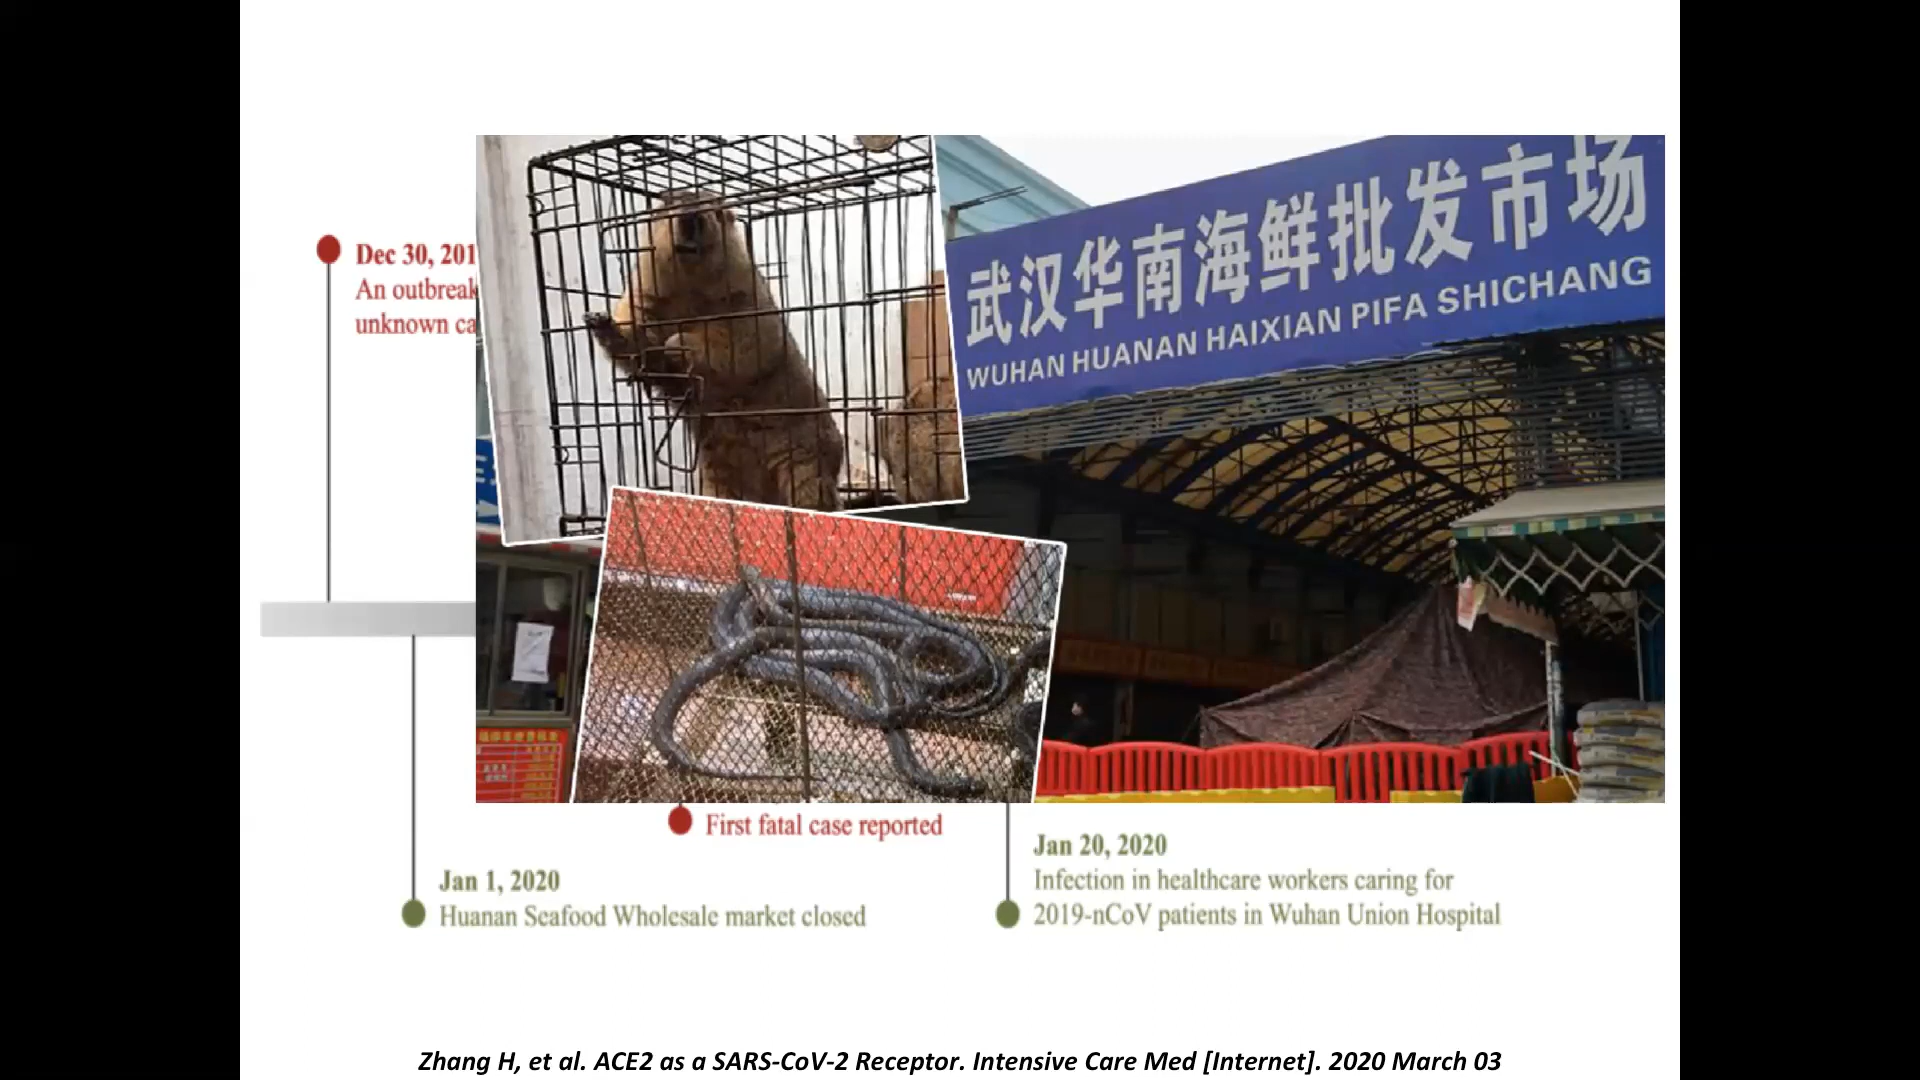 Dec 30, 201
An outbreak
unknown ca
武汉华南海鲜批发市场
WUHAN HUANAN HAIXIAN PIFA SHICHANG
First fatal case reported
Jan 1, 2020
Huanan Seafood Wholesale market closed
Jan 20, 2020
Infection in healthcare workers caring for
2019-nCoV patients in Wuhan Union Hospital
Zhang H, et al. ACE2 as a SARS-CoV-2 Receptor. Intensive Care Med [Internet]. 2020 March 03